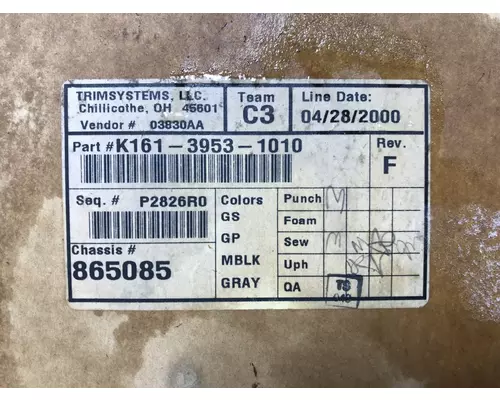 TRIMSYSTEMS, LLC.
Chillicothe, OH 45601
Vendor # 03830AA
Team
C3
Line Date:
04/28/2000
Part # K161-3953-1010
Rev.
F
Seq. # P2826R0
Chassis #
865085
Colors
GS
GP
MBLK
GRAY
Punch M
Foam
Sew M
Uph
QA TS